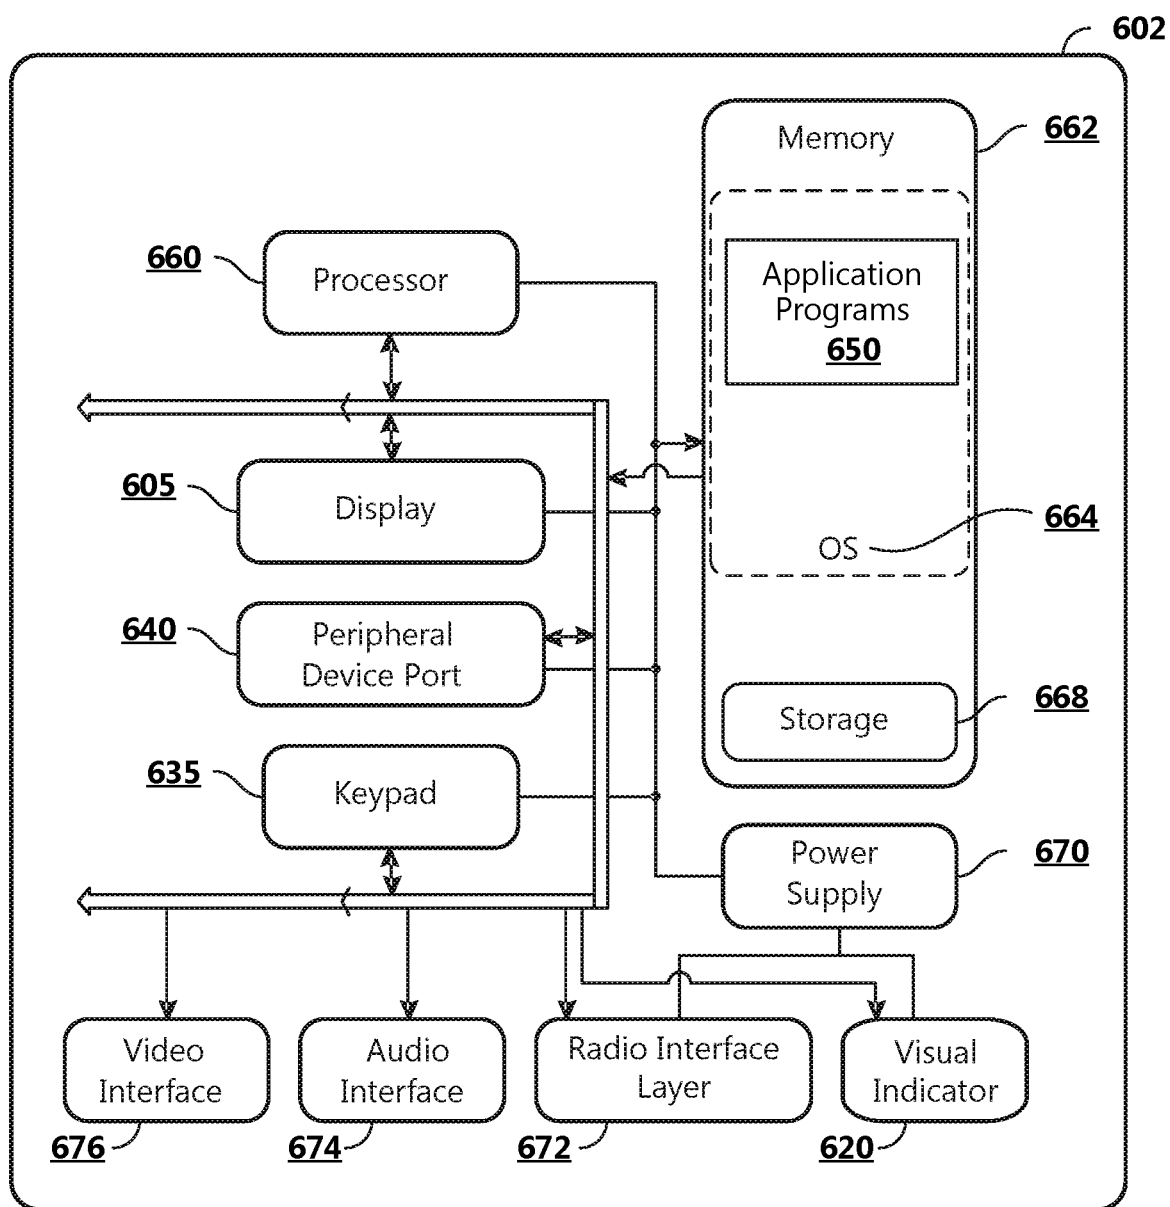 602
Memory
662
660
Processor
Application
Programs
650
605
Display
OS
664
640
Peripheral
Device Port
Storage
668
635
Keypad
Power
Supply
670
Video
Interface
676
Audio
Interface
674
Radio Interface
Layer
672
Visual
Indicator
620